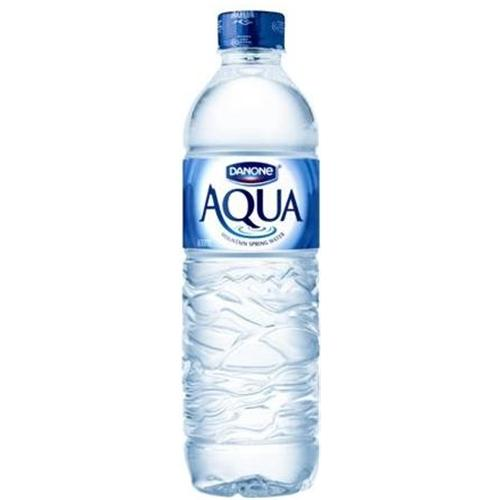 DANONE
AQUA
MOUNTAIN SPRING WATER